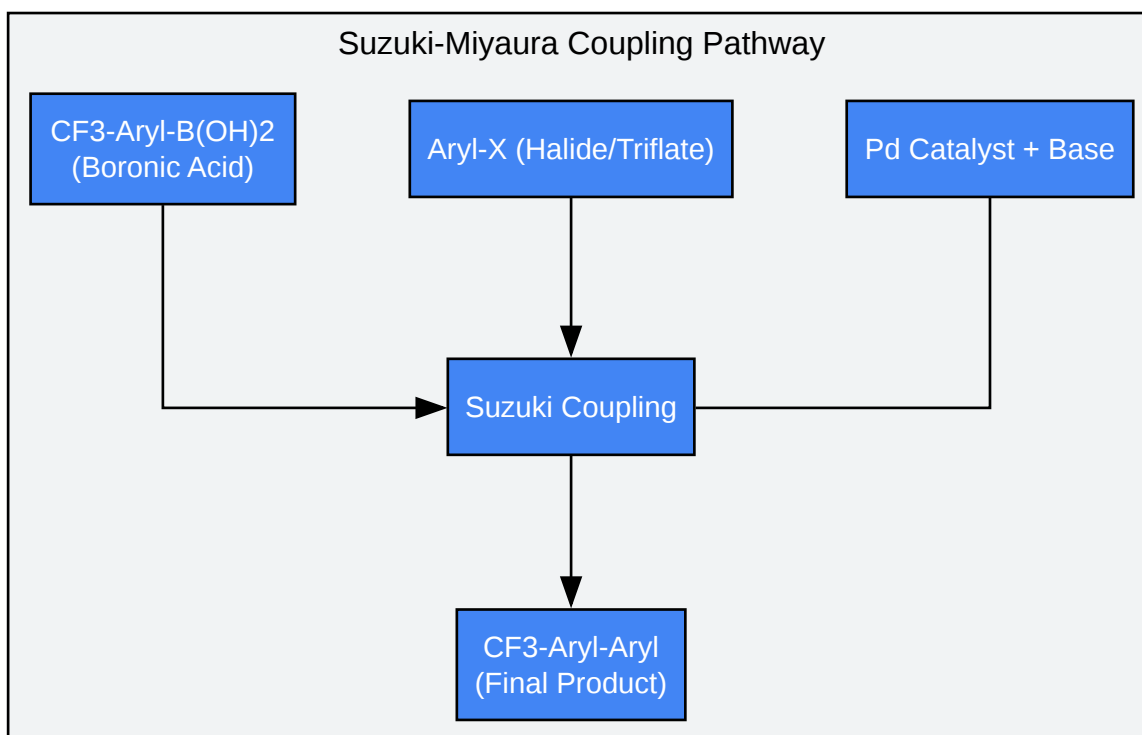 Suzuki-Miyaura Coupling Pathway
CF3-Aryl-B(OH)2
(Boronic Acid)
Aryl-X (Halide/Triflate)
Pd Catalyst + Base
Suzuki Coupling
CF3-Aryl-Aryl
(Final Product)